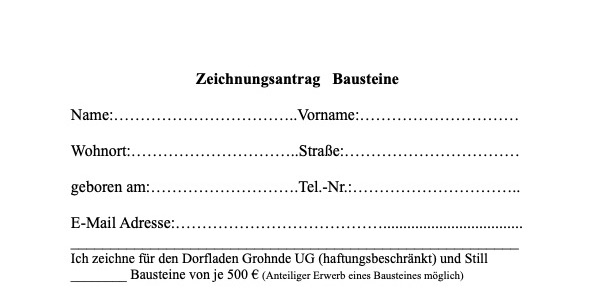 Zeichnungsantrag Bausteine
Name:……………………………..Vorname:…………………………
Wohnort:…………………………..Straße:……………………………
geboren am:……………………….Tel.-Nr.:…………………………..
E-Mail Adresse:…………………………………...................................
Ich zeichne für den Dorfladen Grohnde UG (haftungsbeschränkt) und Still
________ Bausteine von je 500 € (Anteiliger Erwerb eines Bausteines möglich)